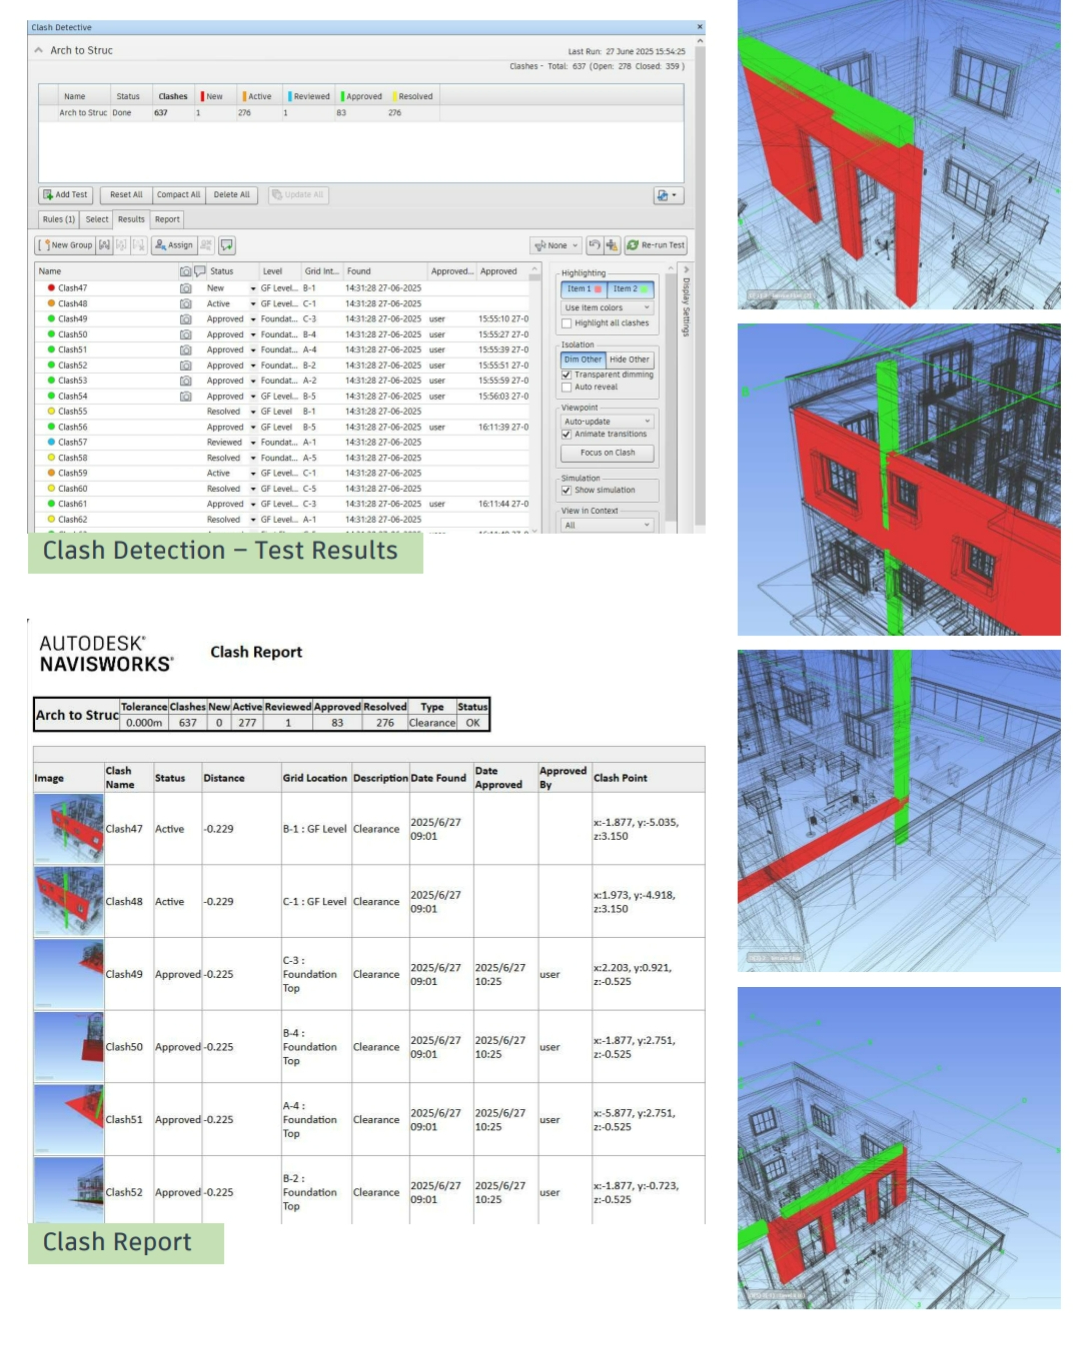 Clash Detective
Arch to Struc
Last Run: 27 June 2025 15:54:25
Clashes - Total: 637 (Open: 278 Closed: 359 )
Name Status Clashes New Active Reviewed Approved Resolved
Arch to Struc Done 637 1 276 1 83 276
Add Test Reset All Compact All Delete All Update All
Rules (1) Select Results Report
New Group Assign None Re-run Test
Name Status Level Grid Int... Found Approved... Approved
Clash47 New GF Level... B-1 14:31:28 27-06-2025
Clash48 Active GF Level... C-1 14:31:28 27-06-2025
Clash49 Approved Foundat... C-3 14:31:28 27-06-2025 user 15:55:10 27-0
Clash50 Approved Foundat... B-4 14:31:28 27-06-2025 user 15:55:27 27-0
Clash51 Approved Foundat... A-4 14:31:28 27-06-2025 user 15:55:39 27-0
Clash52 Approved Foundat... B-2 14:31:28 27-06-2025 user 15:55:51 27-0
Clash53 Approved Foundat... A-2 14:31:28 27-06-2025 user 15:55:59 27-0
Clash54 Approved GF Level... B-5 14:31:28 27-06-2025 user 15:56:03 27-0
Clash55 Resolved GF Level B-1 14:31:28 27-06-2025
Clash56 Approved GF Level B-5 14:31:28 27-06-2025 user 16:11:39 27-0
Clash57 Reviewed Foundat... A-1 14:31:28 27-06-2025
Clash58 Resolved Foundat... A-5 14:31:28 27-06-2025
Clash59 Active GF Level... C-1 14:31:28 27-06-2025
Clash60 Resolved GF Level... C-5 14:31:28 27-06-2025
Clash61 Approved GF Level... C-3 14:31:28 27-06-2025 user 16:11:44 27-0
Clash62 Resolved GF Level... A-1 14:31:28 27-06-2025
Highlighting
Item 1 Item 2
Use item colors
Highlight all clashes
Isolation
Dim Other Hide Other
Transparent dimming
Auto reveal
Viewpoint
Auto-update
Animate transitions
Focus on Clash
Simulation
Show simulation
View in Context
All
Display Settings
Clash Detection – Test Results
AUTODESK®
NAVISWORKS®
Clash Report
Arch to Struc Tolerance Clashes New Active Reviewed Approved Resolved Type Status
0.000m 637 0 277 1 83 276 Clearance OK
Image Clash Name Status Distance Grid Location Description Date Found Date Approved Approved By Clash Point
Clash47 Active -0.229 B-1 : GF Level Clearance 2025/6/27 09:01 x:-1.877, y:-5.035, z:3.150
Clash48 Active -0.229 C-1 : GF Level Clearance 2025/6/27 09:01 x:1.973, y:-4.918, z:3.150
Clash49 Approved -0.225 C-3 : Foundation Top Clearance 2025/6/27 09:01 2025/6/27 10:25 user x:2.203, y:0.921, z:-0.525
Clash50 Approved -0.225 B-4 : Foundation Top Clearance 2025/6/27 09:01 2025/6/27 10:25 user x:-1.877, y:2.751, z:-0.525
Clash51 Approved -0.225 A-4 : Foundation Top Clearance 2025/6/27 09:01 2025/6/27 10:25 user x:-5.877, y:2.751, z:-0.525
Clash52 Approved -0.225 B-2 : Foundation Top Clearance 2025/6/27 09:01 2025/6/27 10:25 user x:-1.877, y:-0.723, z:-0.525
Clash Report